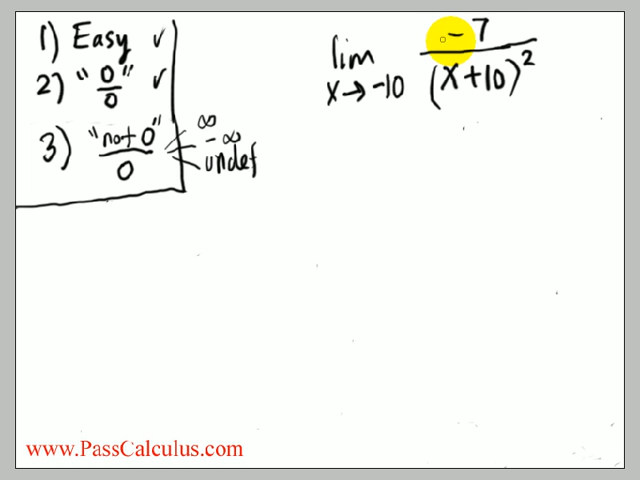 1) Easy ✓
2) "0/0" ✓
3) "not 0"/0 ∞
-∞
undef
lim x→-10 -7/(x+10)²
www.PassCalculus.com